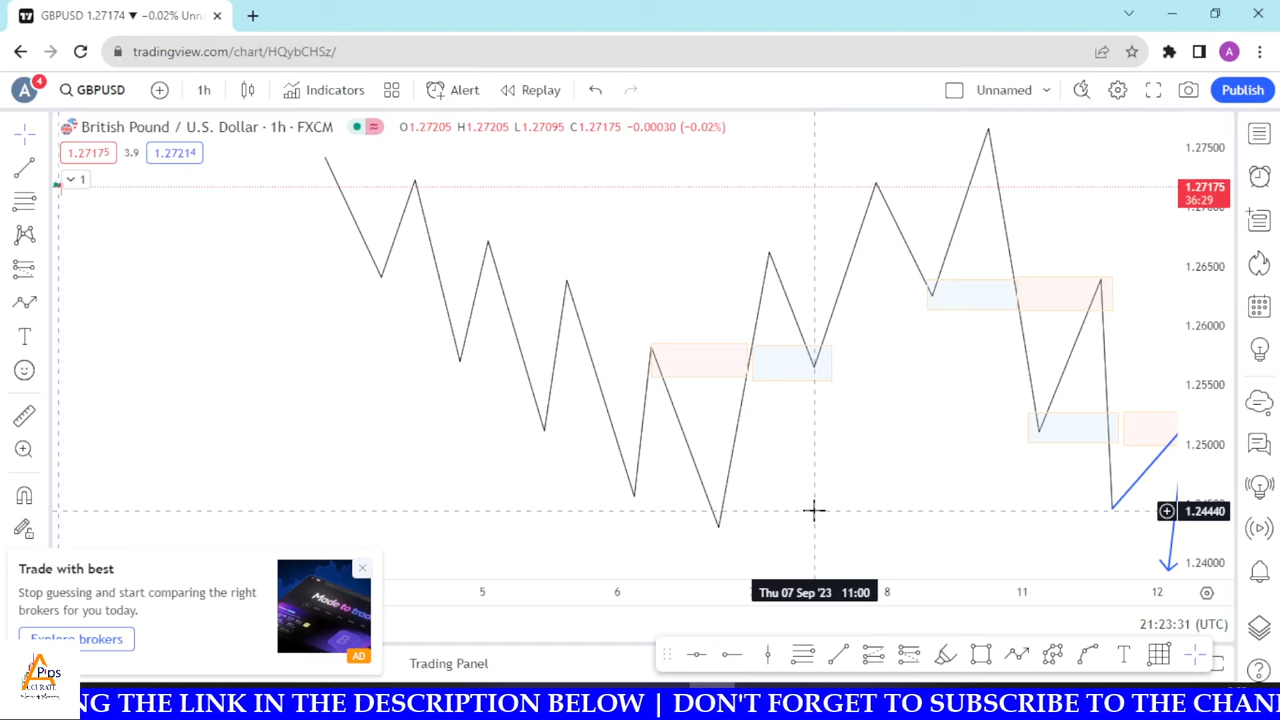 GBPUSD 1.27174 ▼ −0.02% Unn
tradingview.com/chart/HQybCHSz/
A
A
4
GBPUSD
1h
Indicators
Alert
Replay
Unnamed
Publish
British Pound / U.S. Dollar · 1h · FXCM
O1.27205 H1.27205 L1.27095 C1.27175 −0.00030 (−0.02%)
1.27175
3.9
1.27214
1
1.27500
1.27175
36:29
1.26500
1.26000
1.25500
1.25000
1.24440
1.24000
Trade with best
Stop guessing and start comparing the right
brokers for you today.
Explore brokers
Made to
AD
5
6
Thu 07 Sep '23 11:00
8
11
12
21:23:31 (UTC)
Trading Panel
Pips
ACCURATE
NG THE LINK IN THE DESCRIPTION BELOW | DON'T FORGET TO SUBSCRIBE TO THE CHAN